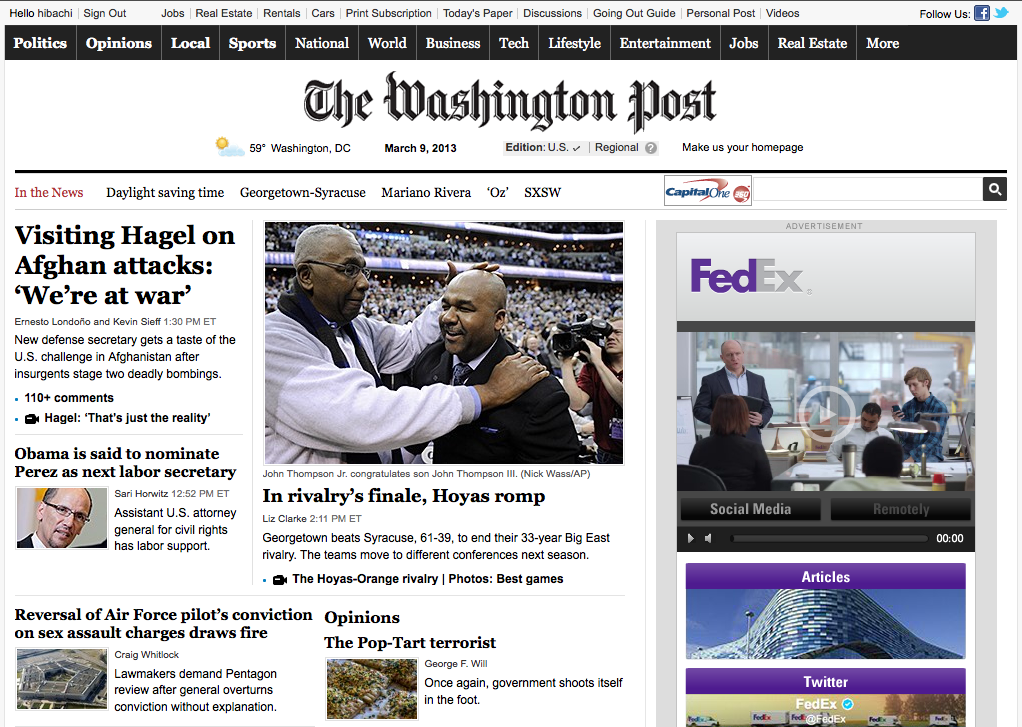 Hello hibachi Sign Out Jobs Real Estate Rentals Cars Print Subscription Today's Paper Discussions Going Out Guide Personal Post Videos Follow Us:
Politics Opinions Local Sports National World Business Tech Lifestyle Entertainment Jobs Real Estate More
The Washington Post
59° Washington, DC March 9, 2013 Edition: U.S. Regional ? Make us your homepage
In the News Daylight saving time Georgetown-Syracuse Mariano Rivera ‘Oz’ SXSW CapitalOne 360
Visiting Hagel on
Afghan attacks:
‘We’re at war’
Ernesto Londoño and Kevin Sieff 1:30 PM ET
New defense secretary gets a taste of the
U.S. challenge in Afghanistan after
insurgents stage two deadly bombings.
110+ comments
Hagel: ‘That’s just the reality’
Obama is said to nominate
Perez as next labor secretary
Sari Horwitz 12:52 PM ET
Assistant U.S. attorney
general for civil rights
has labor support.
John Thompson Jr. congratulates son John Thompson III. (Nick Wass/AP)
In rivalry’s finale, Hoyas romp
Liz Clarke 2:11 PM ET
Georgetown beats Syracuse, 61-39, to end their 33-year Big East
rivalry. The teams move to different conferences next season.
The Hoyas-Orange rivalry | Photos: Best games
Reversal of Air Force pilot’s conviction
on sex assault charges draws fire
Craig Whitlock
Lawmakers demand Pentagon
review after general overturns
conviction without explanation.
Opinions
The Pop-Tart terrorist
George F. Will
Once again, government shoots itself
in the foot.
ADVERTISEMENT
FedEx®
Social Media Remotely
00:00
Articles
Twitter
FedEx
@FedEx
FedEx